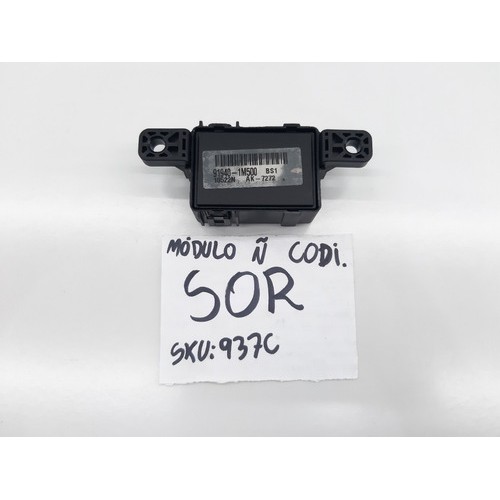 91940-1M500 BS1
AK-7272
MÓDULO Ñ CODI.
SOR
SKU:937C